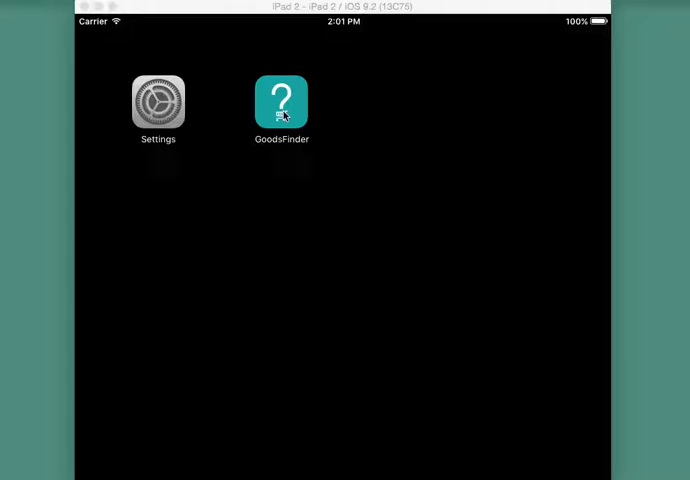 iPad 2 - iPad 2 / iOS 9.2 (13C75)
Carrier 2:01 PM 100%
?
Settings GoodsFinder